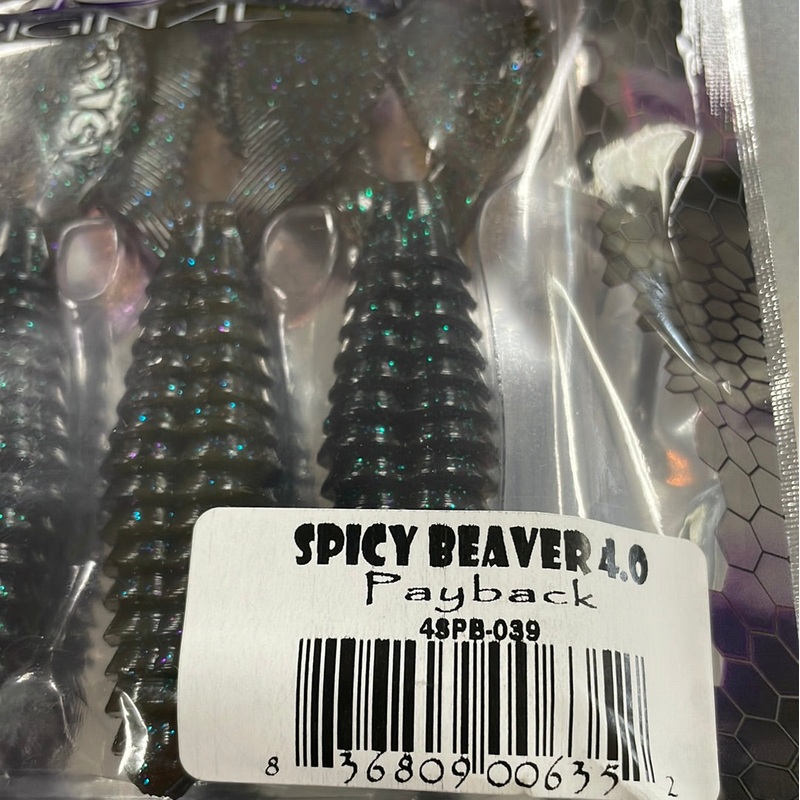 SPICY BEAVER 4.0
Payback
4SPB-039
8 36809 00635 2